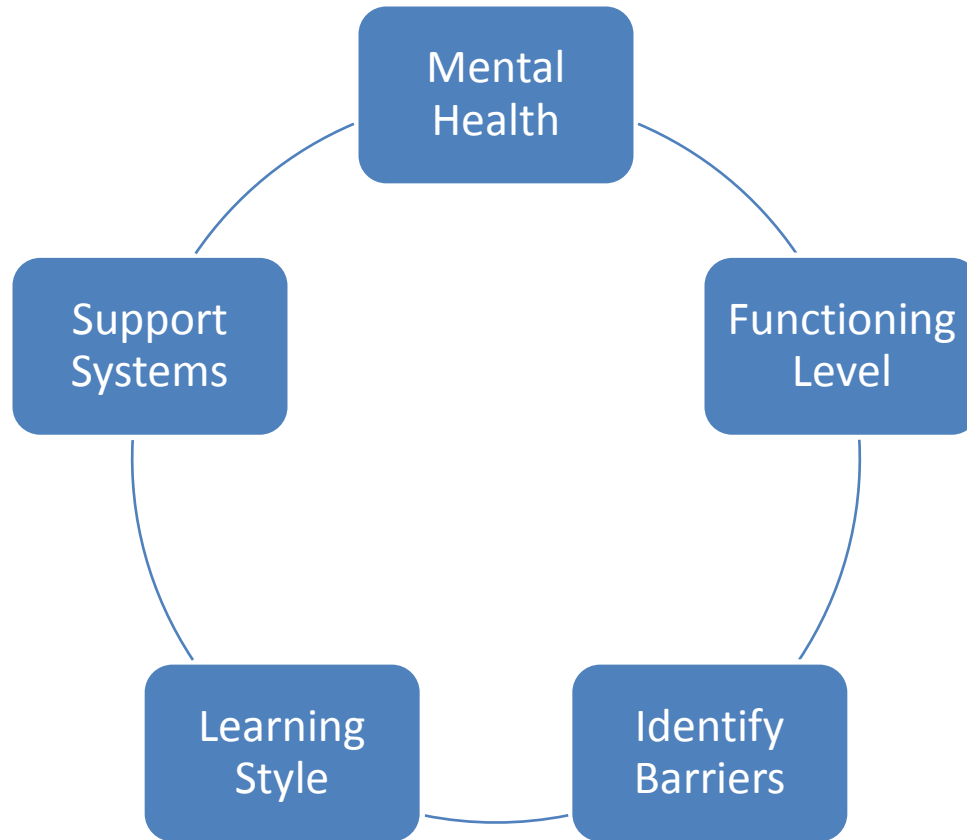 Mental
Health
Functioning
Level
Identify
Barriers
Learning
Style
Support
Systems